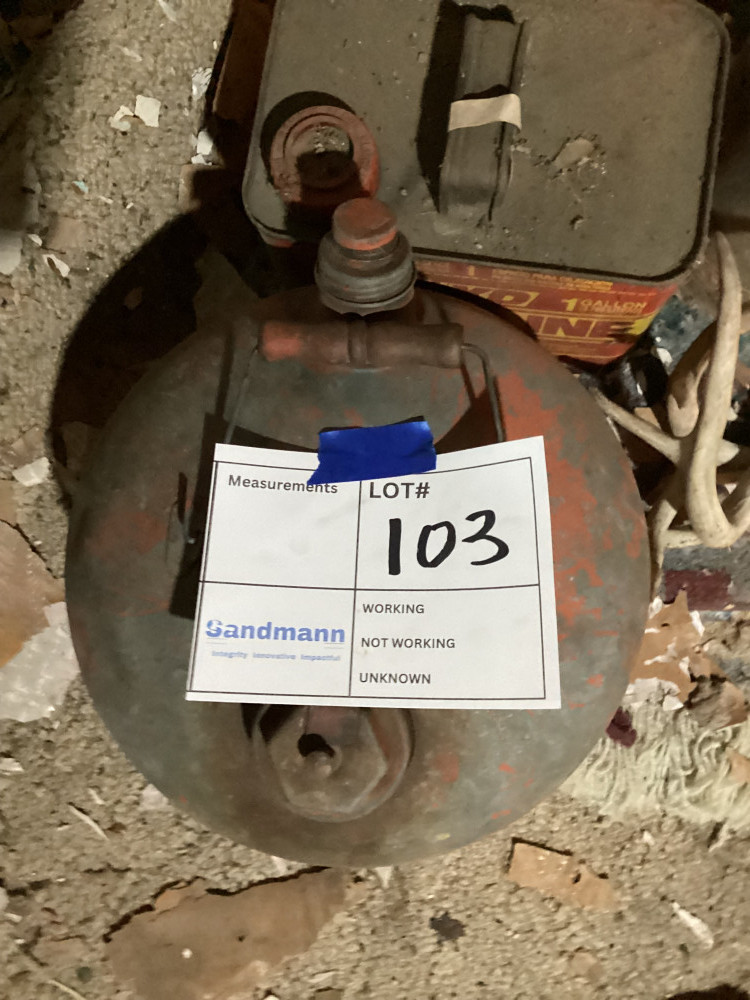 1 GALLON
Measurements
LOT#
103
WORKING
Sandmann
Integrity Innovative Impactful
NOT WORKING
UNKNOWN